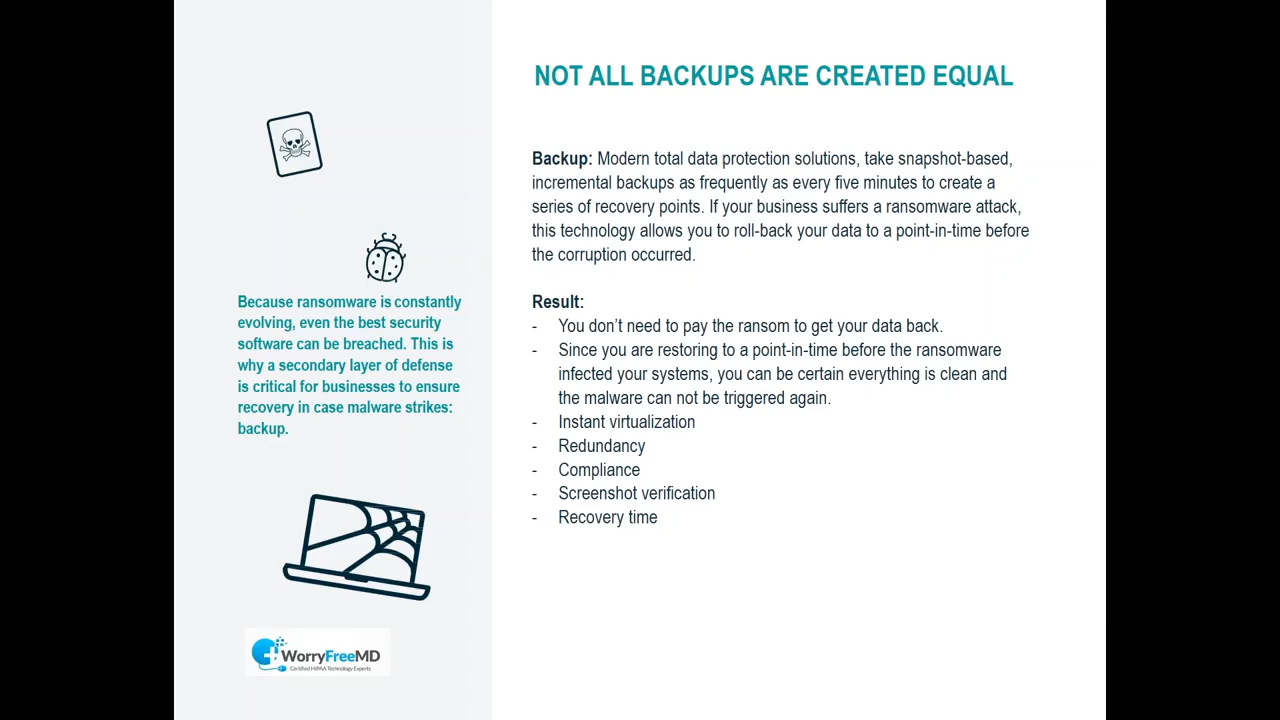 NOT ALL BACKUPS ARE CREATED EQUAL
Backup: Modern total data protection solutions, take snapshot-based,
incremental backups as frequently as every five minutes to create a
series of recovery points. If your business suffers a ransomware attack,
this technology allows you to roll-back your data to a point-in-time before
the corruption occurred.
Result:
- You don't need to pay the ransom to get your data back.
- Since you are restoring to a point-in-time before the ransomware
infected your systems, you can be certain everything is clean and
the malware can not be triggered again.
- Instant virtualization
- Redundancy
- Compliance
- Screenshot verification
- Recovery time
Because ransomware is constantly
evolving, even the best security
software can be breached. This is
why a secondary layer of defense
is critical for businesses to ensure
recovery in case malware strikes:
backup.
WorryFreeMD
Certified HIPAA Technology Experts